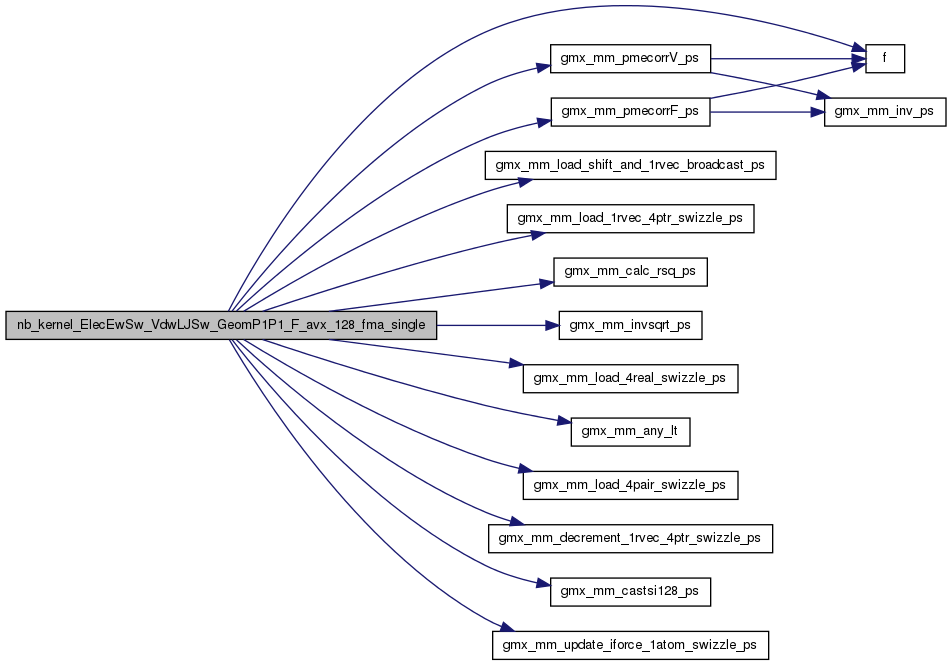 f
gmx_mm_pmecorrV_ps
gmx_mm_pmecorrF_ps
gmx_mm_inv_ps
gmx_mm_load_shift_and_1rvec_broadcast_ps
gmx_mm_load_1rvec_4ptr_swizzle_ps
gmx_mm_calc_rsq_ps
nb_kernel_ElecEwSw_VdwLJSw_GeomP1P1_F_avx_128_fma_single
gmx_mm_invsqrt_ps
gmx_mm_load_4real_swizzle_ps
gmx_mm_any_lt
gmx_mm_load_4pair_swizzle_ps
gmx_mm_decrement_1rvec_4ptr_swizzle_ps
gmx_mm_castsi128_ps
gmx_mm_update_iforce_1atom_swizzle_ps